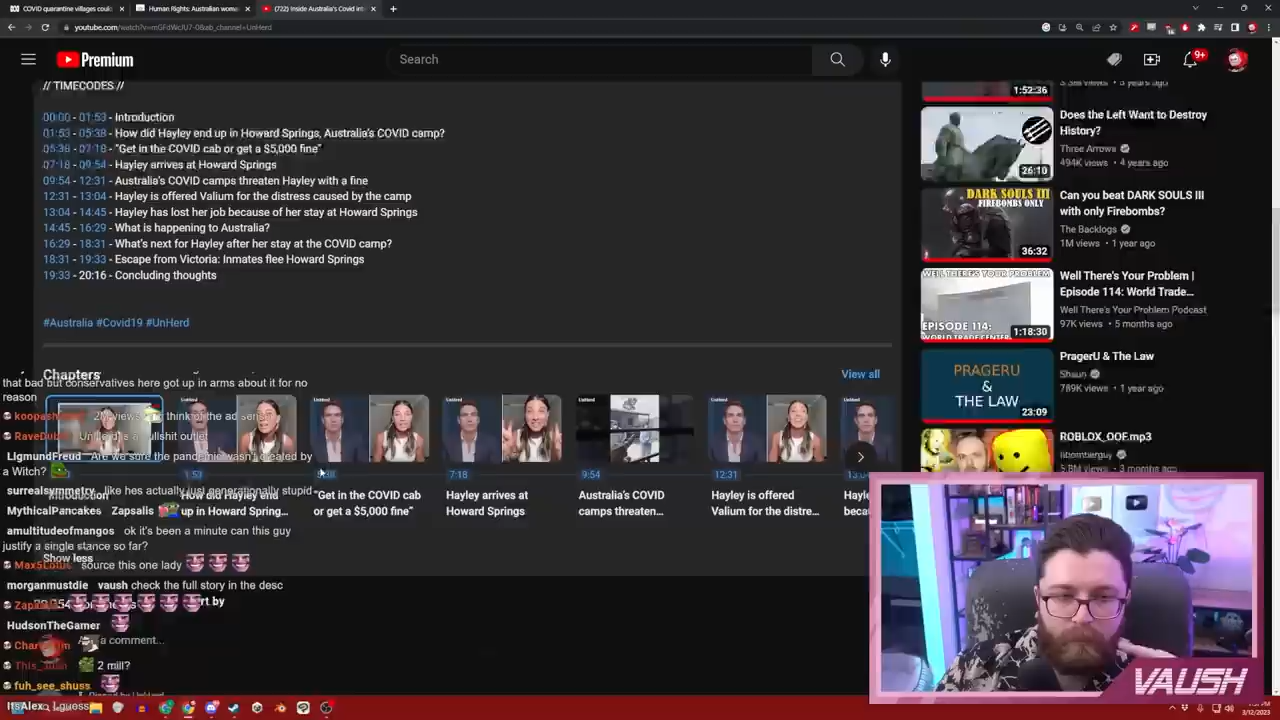 COVID quarantine villages could
Human Rights: Australian woma
(722) Inside Australia's Covid int
youtube.com/watch?v=mGFdWcJU7-0&ab_channel=UnHerd
Premium
Search
9+
// TIMECODES //
00:00 - 01:53 - Introduction
01:53 - 05:38 - How did Hayley end up in Howard Springs, Australia's COVID camp?
05:38 - 07:18 - "Get in the COVID cab or get a $5,000 fine"
07:18 - 09:54 - Hayley arrives at Howard Springs
09:54 - 12:31 - Australia's COVID camps threaten Hayley with a fine
12:31 - 13:04 - Hayley is offered Valium for the distress caused by the camp
13:04 - 14:45 - Hayley has lost her job because of her stay at Howard Springs
14:45 - 16:29 - What is happening to Australia?
16:29 - 18:31 - What's next for Hayley after her stay at the COVID camp?
18:31 - 19:33 - Escape from Victoria: Inmates flee Howard Springs
19:33 - 20:16 - Concluding thoughts
#Australia #Covid19 #UnHerd
Chapters
View all
7:18
9:54
12:31
"Get in the COVID cab
or get a $5,000 fine"
Hayley arrives at
Howard Springs
Australia's COVID
camps threaten...
Hayley is offered
Valium for the distre...
Show less
that bad but conservatives here got up in arms about it for no
reason
RaveDub
LigmundFreud Are we sure the pandemic wasn't created by
a Witch?
surrealsymmetry like hes actually just generationally stupid
MythicalPancakes Zapsalis
up in Howard Spring...
amultitudeofmangos ok it's been a minute can this guy
justify a single stance so far?
source this one lady
morganmustdie vaush check the full story in the desc
HudsonTheGamer
a comment...
2 mill?
fuh_see_shuss
ItsAlex_I_guess
1:52:36
Does the Left Want to Destroy
History?
Three Arrows
494K views • 4 years ago
26:10
DARK SOULS III
FIREBOMBS ONLY
36:32
Can you beat DARK SOULS III
with only Firebombs?
The Backlogs
1M views • 1 year ago
WELL THERE'S YOUR PROBLEM
EPISODE 114:
WORLD TRADE CENTER
1:18:30
Well There's Your Problem |
Episode 114: World Trade...
Well There's Your Problem Podcast
97K views • 5 months ago
PRAGERU
&
THE LAW
23:09
PragerU & The Law
Shaun
789K views • 1 year ago
ROBLOX_OOF.mp3
hbomberguy
VAUSH
3/12/2023